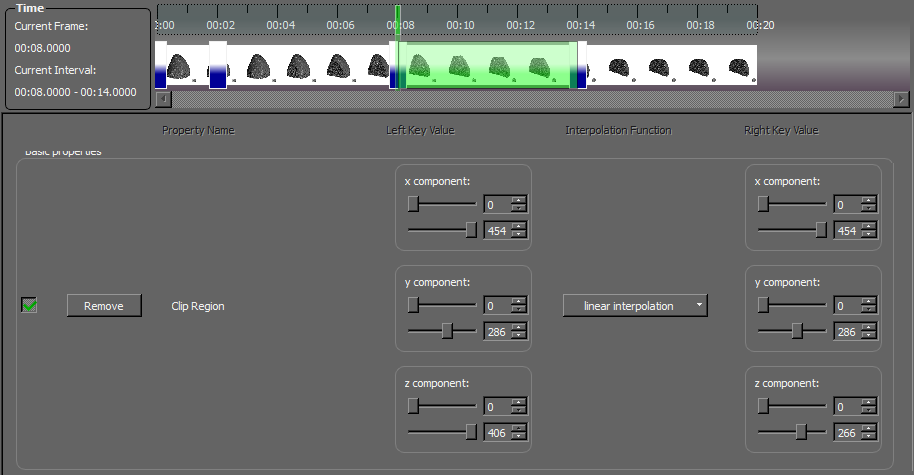 Time
Current Frame:
00:08.0000
Current Interval:
00:08.0000 - 00:14.0000
:00 00:02 00:04 00:06 00:08 00:10 00:12 00:14 00:16 00:18 00:20
Property Name Left Key Value Interpolation Function Right Key Value
Basic properties
x component: x component:
0 0
454 454
y component: y component:
0 0
Remove Clip Region linear interpolation
286 286
z component: z component:
0 0
406 266